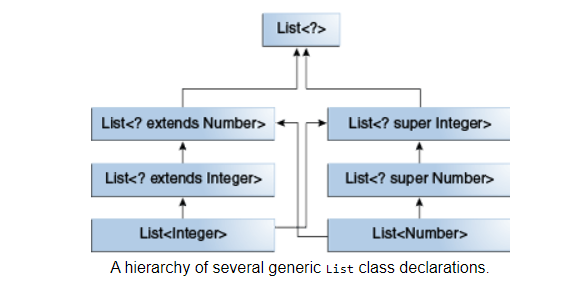 List<?>
List<? extends Number>
List<? super Integer>
List<? extends Integer>
List<? super Number>
List<Integer>
List<Number>
A hierarchy of several generic List class declarations.